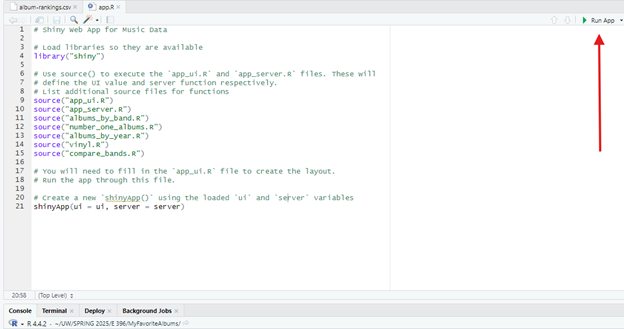 album-rankings.csv
app.R
Run App
1 # Shiny Web App for Music Data
2
3 # Load libraries so they are available
4 library("shiny")
5
6 # Use source() to execute the `app_ui.R` and `app_server.R` files. These will
7 # define the UI value and server function respectively.
8 # List additional source files for functions
9 source("app_ui.R")
10 source("app_server.R")
11 source("albums_by_band.R")
12 source("number_one_albums.R")
13 source("albums_by_year.R")
14 source("vinyl.R")
15 source("compare_bands.R")
16
17 # You will need to fill in the `app_ui.R` file to create the layout.
18 # Run the app through this file.
19
20 # Create a new `shinyApp()` using the loaded `ui` and `server` variables
21 shinyApp(ui = ui, server = server)
20:58 (Top Level)
Console Terminal Deploy Background Jobs
R 4.4.2 · ~/UW/SPRING 2025/E 396/MyFavoriteAlbums/